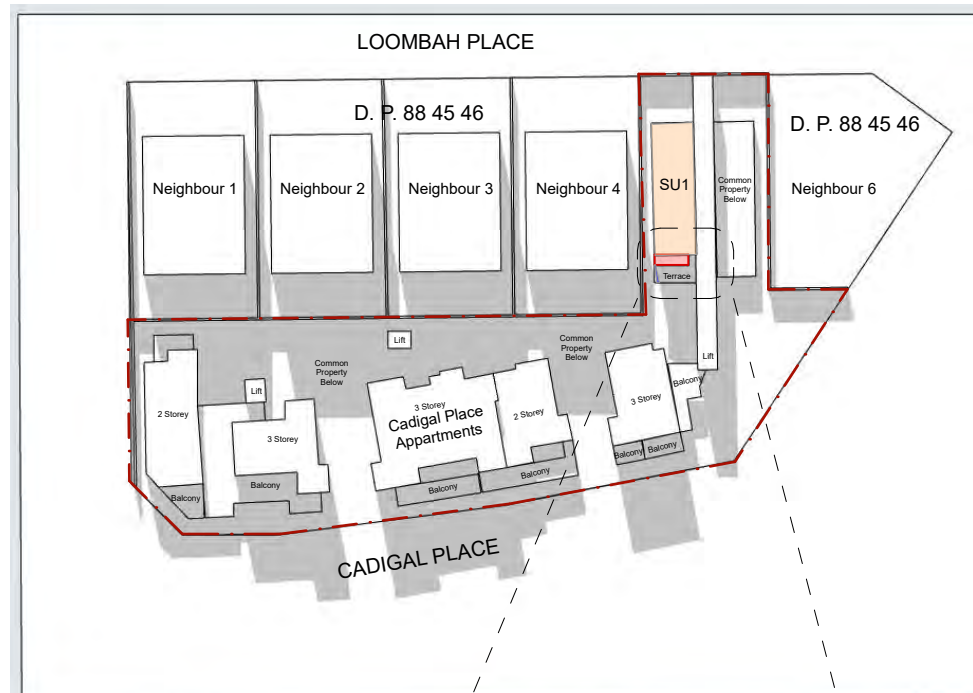 LOOMBAH PLACE
D. P. 88 45 46
D. P. 88 45 46
Neighbour 1
Neighbour 2
Neighbour 3
Neighbour 4
SU1
Common
Property
Below
Neighbour 6
Terrace
Lift
Common
Property
Below
Common
Property
Below
Lift
Lift
Balcony
2 Storey
3 Storey
3 Storey
Cadigal Place
Appartments
2 Storey
3 Storey
Balcony
Balcony
Balcony
Balcony
Balcony
Balcony
Balcony
CADIGAL PLACE